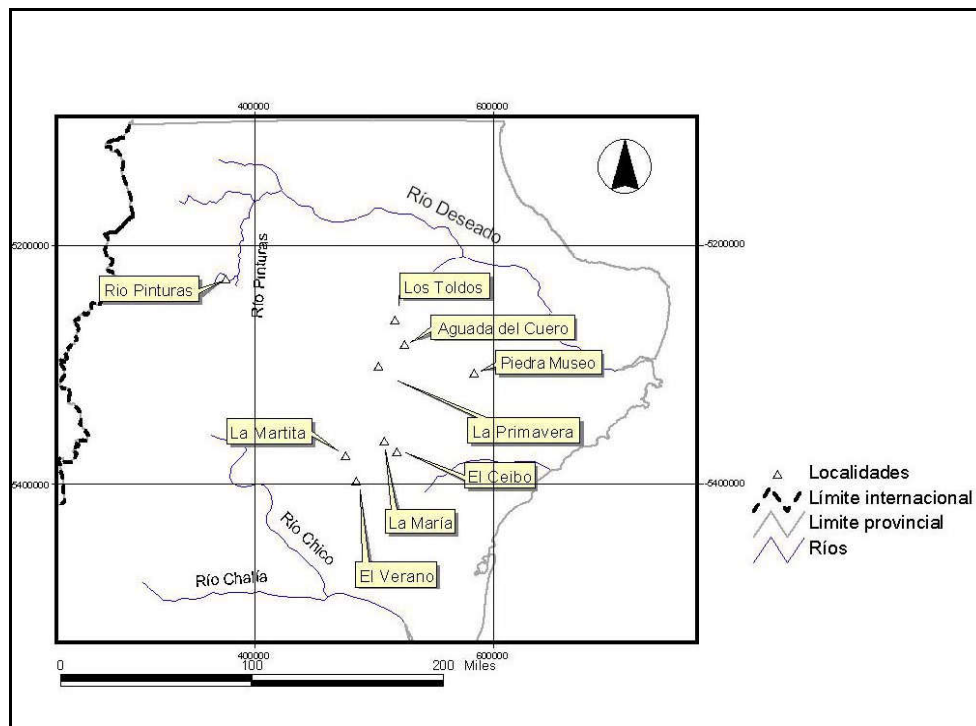 400000 600000
Río Deseado
-5200000 -5200000
Río Pinturas
Rio Pinturas
Los Toldos
Aguada del Cuero
Piedra Museo
La Primavera
La Martita
El Ceibo
-5400000 -5400000
La María
Río Chico
El Verano
Río Chalía
400000 600000
0 100 200 Miles
Localidades
Límite internacional
Limite provincial
Ríos